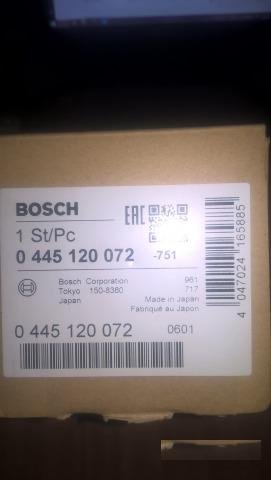 BOSCH
EAC
1 St/Pc
0 445 120 072 -751
Bosch Corporation 961
Tokyo 150-8360 717
Japan Made in Japan
Fabriqué au Japon
0 445 120 072 0601
4 047024 165885